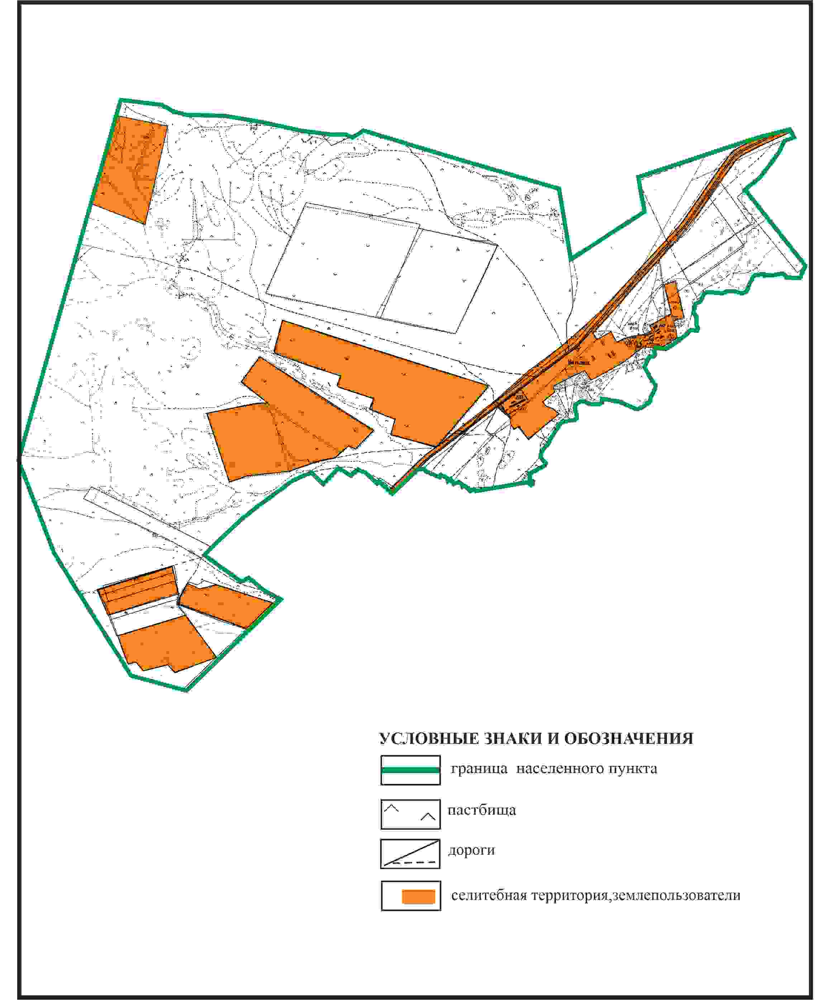 УСЛОВНЫЕ ЗНАКИ И ОБОЗНАЧЕНИЯ
граница населенного пункта
пастбища
дороги
селитебная территория,землепользователи